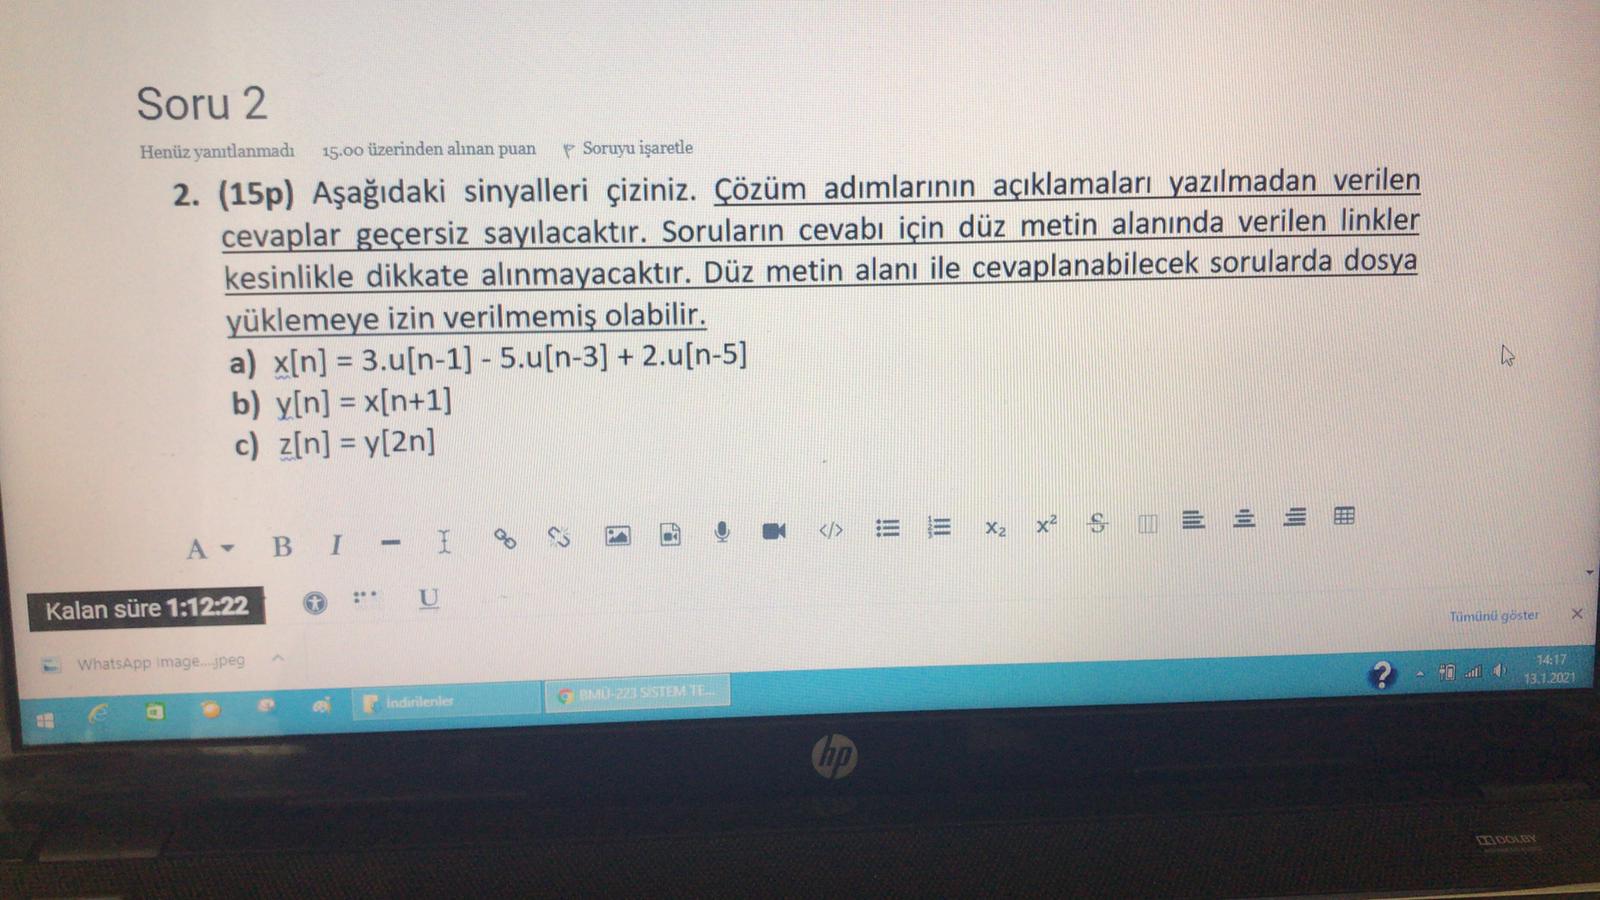 Soru 2
Henüz yanıtlanmadı 15.00 üzerinden alınan puan Soruyu işaretle
2. (15p) Aşağıdaki sinyalleri çiziniz. Çözüm adımlarının açıklamaları yazılmadan verilen
cevaplar geçersiz sayılacaktır. Soruların cevabı için düz metin alanında verilen linkler
kesinlikle dikkate alınmayacaktır. Düz metin alanı ile cevaplanabilecek sorularda dosya
yüklemeye izin verilmemiş olabilir.
a) x[n] = 3.u[n-1] - 5.u[n-3] + 2.u[n-5]
b) y[n] = x[n+1]
c) z[n] = y[2n]
A B I </> X₂ X² S
Kalan süre 1:12:22 U
Tümünü göster
WhatsApp Image....jpeg
İndirilenler BMÜ-223 SİSTEM TE... ? 14:17
13.1.2021
hp
DOLBY